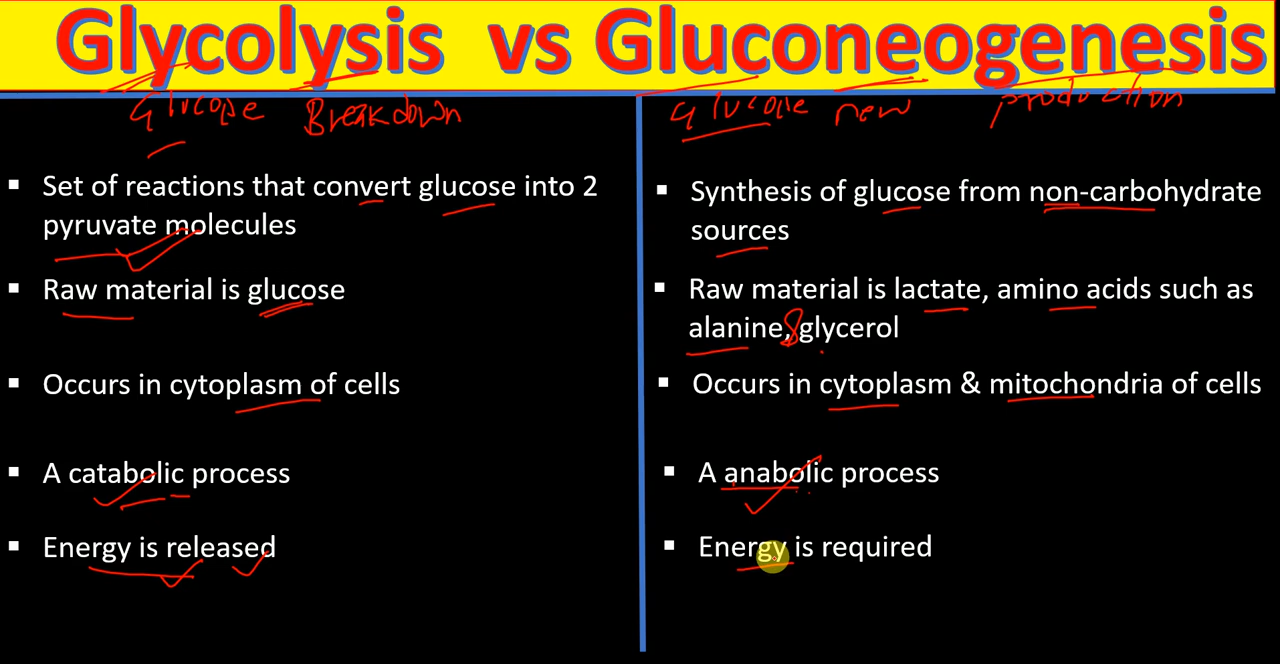 Glycolysis vs Gluconeogenesis
Glucose Breakdown
Glucose new production
▪ Set of reactions that convert glucose into 2
pyruvate molecules
▪ Raw material is glucose
▪ Occurs in cytoplasm of cells
▪ A catabolic process
▪ Energy is released
▪ Synthesis of glucose from non-carbohydrate
sources
▪ Raw material is lactate, amino acids such as
alanine, & glycerol
▪ Occurs in cytoplasm & mitochondria of cells
▪ A anabolic process
▪ Energy is required